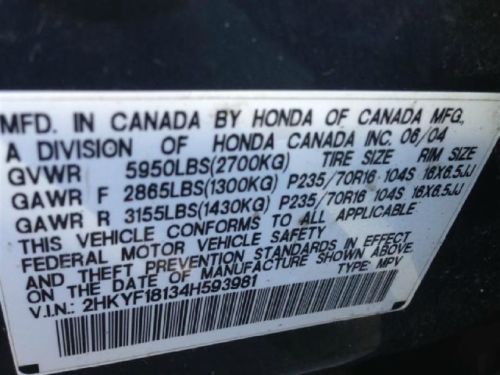 MFD. IN CANADA BY HONDA OF CANADA MFG.,
A DIVISION OF HONDA CANADA INC. 06/04
GVWR 5950LBS(2700KG) TIRE SIZE RIM SIZE
GAWR F 2865LBS(1300KG) P235/70R16 104S 16X6.5JJ
GAWR R 3155LBS(1430KG) P235/70R16 104S 16X6.5JJ
THIS VEHICLE CONFORMS TO ALL APPLICABLE
FEDERAL MOTOR VEHICLE SAFETY
AND THEFT PREVENTION STANDARDS IN EFFECT
ON THE DATE OF MANUFACTURE SHOWN ABOVE.
V.I.N.: 2HKYF18134H593981 TYPE: MPV